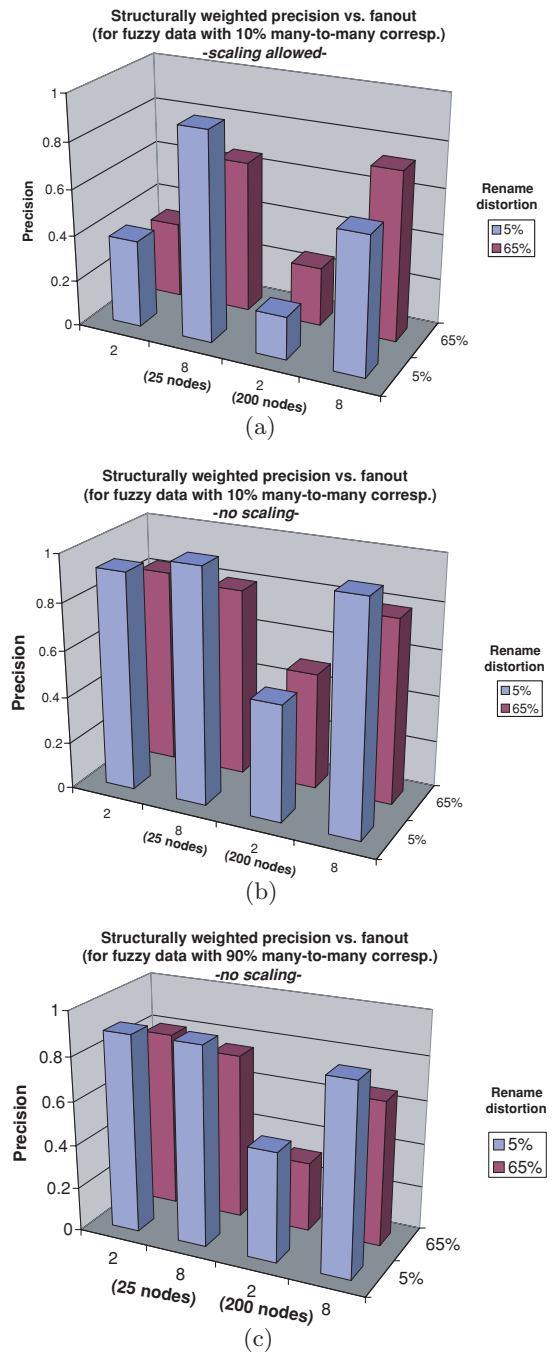 Structurally weighted precision vs. fanout
(for fuzzy data with 10% many-to-many corresp.)
-scaling allowed-
1
0.8
0.6
0.4
0.2
0
Precision
2
8
2
8
(25 nodes)
(200 nodes)
5%
65%
Rename
distortion
5%
65%
(a)
Structurally weighted precision vs. fanout
(for fuzzy data with 10% many-to-many corresp.)
-no scaling-
1
0.8
0.6
0.4
0.2
0
Precision
2
8
2
8
(25 nodes)
(200 nodes)
5%
65%
Rename
distortion
5%
65%
(b)
Structurally weighted precision vs. fanout
(for fuzzy data with 90% many-to-many corresp.)
-no scaling-
1
0.8
0.6
0.4
0.2
0
Precision
2
8
2
8
(25 nodes)
(200 nodes)
5%
65%
Rename
distortion
5%
65%
(c)